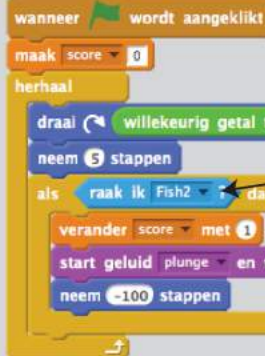 wanneer wordt aangeklikt
maak score 0
herhaal
draai willekeurig getal
neem 5 stappen
als raak ik Fish2 ? da
verander score met 1
start geluid plunge en
neem -100 stappen